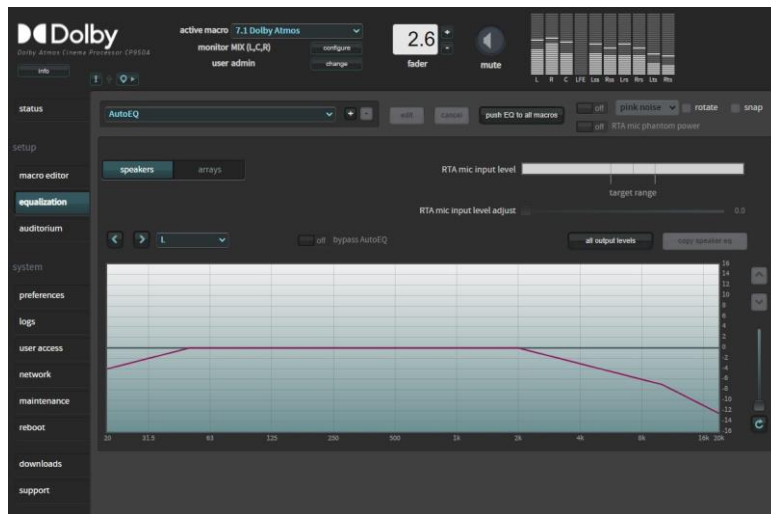 Dolby
Dolby Atmos Cinema Processor CP950A
info
active macro 7.1 Dolby Atmos
monitor MIX (L,C,R) configure
user admin change
2.6 + -
fader
mute
L R C LFE Lss Rss Lrs Rrs Lts Rts
status
setup
macro editor
equalization
auditorium
system
preferences
logs
user access
network
maintenance
reboot
downloads
support
AutoEQ + - edit cancel push EQ to all macros off pink noise rotate snap
off RTA mic phantom power
speakers arrays
RTA mic input level
target range
RTA mic input level adjust 0.0
L off bypass AutoEQ all output levels copy speaker eq
16
14
12
10
8
6
4
2
0
-2
-4
-6
-8
-10
-12
-14
-16
20 31.5 63 125 250 500 1k 2k 4k 8k 16k 20k